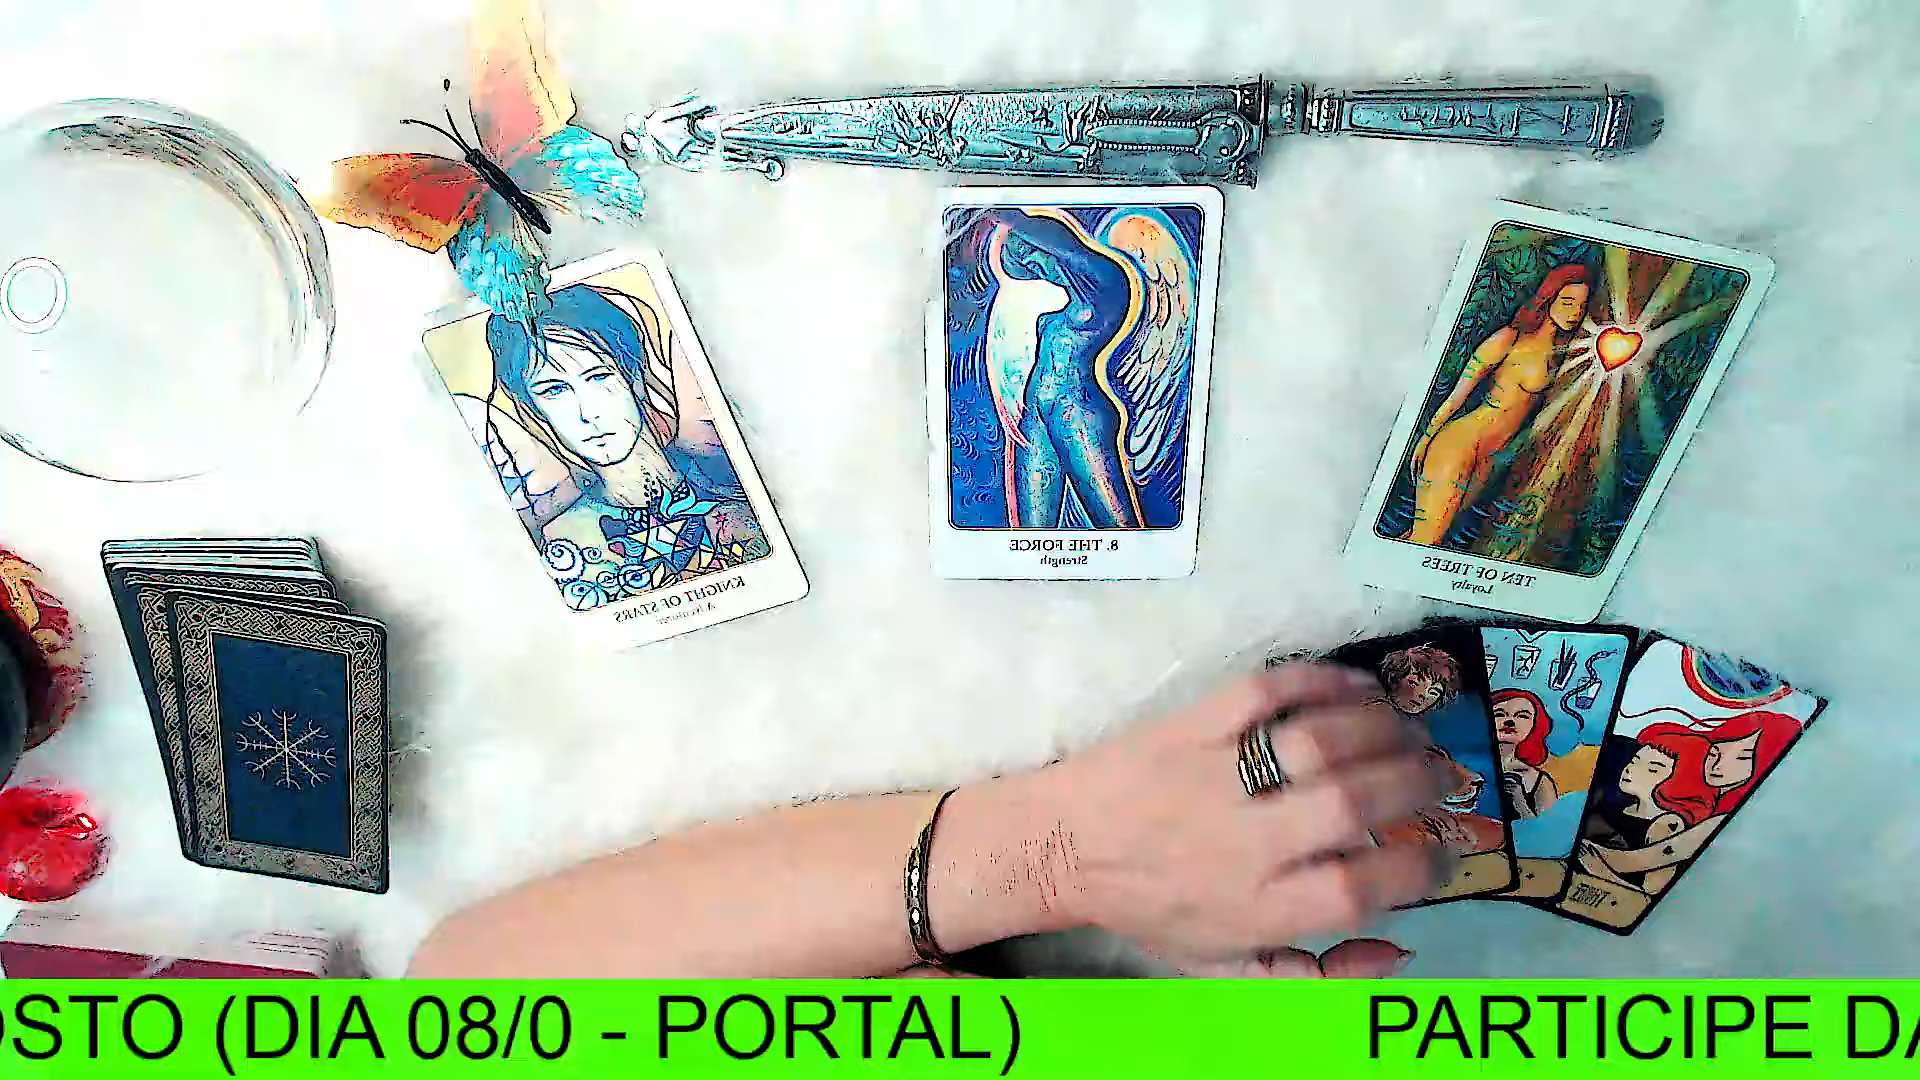 8. THE FORCE
Strength
TEN OF TREES
Loyalty
KNIGHT OF STARS
OSTO (DIA 08/0 - PORTAL) PARTICIPE DA